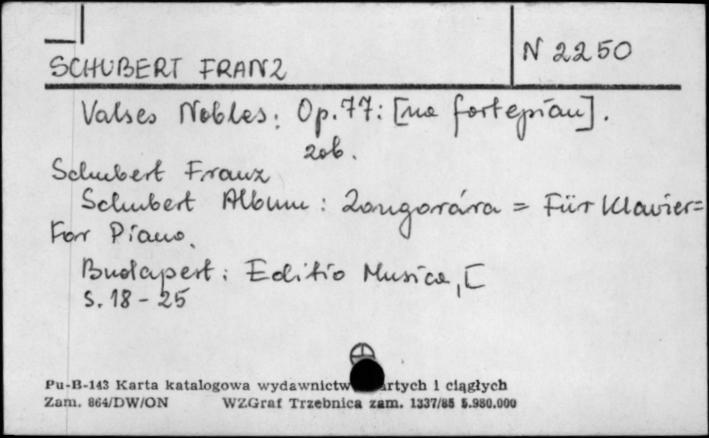 SCHUBERT FRANZ
N 2250
Valses Nobles: Op.77: [na fortepian].
zob.
Schubert Franz
Schubert Album: Zongorára = Für Klavier=
For Piano.
Budapest: Editio Musica, [
S. 18 - 25
Pu-B-143 Karta katalogowa wydawnictw artych i ciągłych
Zam. 864/DW/ON WZGraf Trzebnica zam. 1337/85 5.980.000